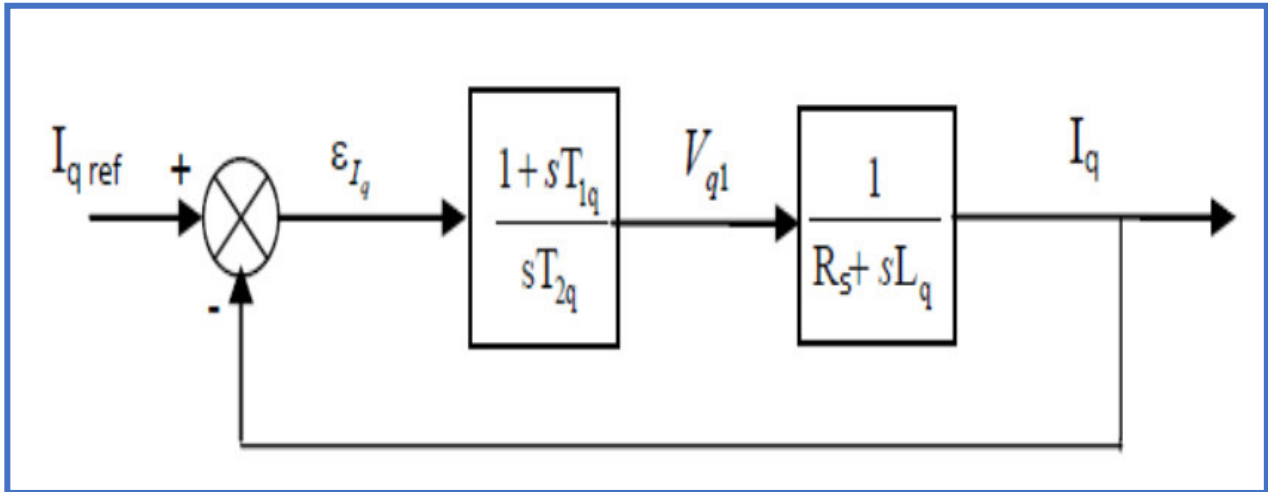 I_q ref
+
-
ε_{I_q}
1 + sT_{1q}
sT_{2q}
V_{q1}
1
R_S + sL_q
I_q